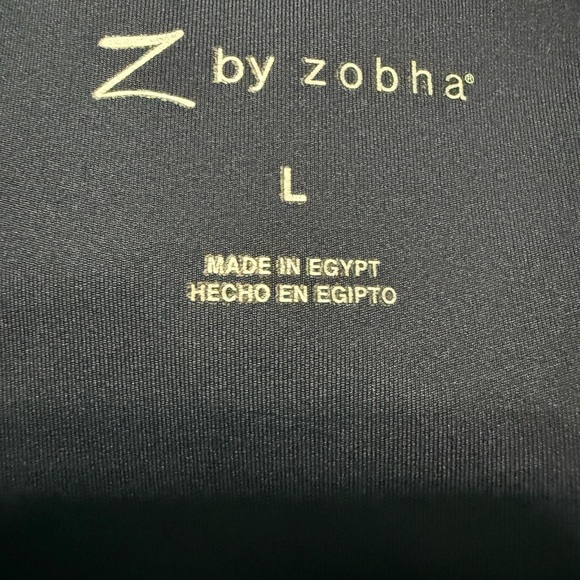 Z by zobha®
L
MADE IN EGYPT
HECHO EN EGIPTO